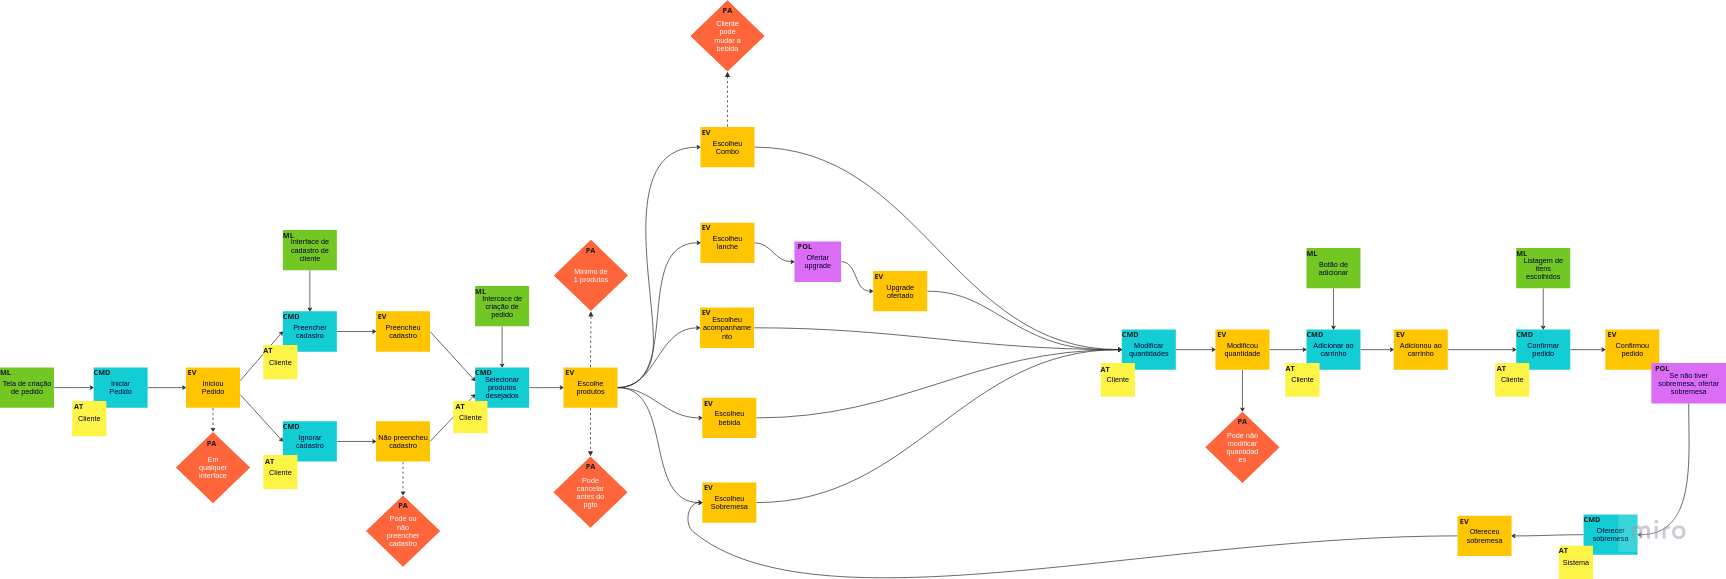 PA
Cliente
pode
mudar a
bebida
EV
Escolheu
Combo
EV
Escolheu
lanche
POL
Ofertar
upgrade
EV
Upgrade
ofertado
EV
Escolheu
acompanhame
nto
EV
Escolheu
bebida
EV
Escolheu
Sobremesa
ML
Tela de criação
de pedido
CMD
Iniciar
Pedido
AT
Cliente
EV
Iniciou
Pedido
PA
Em
qualquer
interface
ML
Interface de
cadastro de
cliente
CMD
Preencher
cadastro
AT
Cliente
EV
Preencheu
cadastro
CMD
Ignorar
cadastro
AT
Cliente
EV
Não preencheu
cadastro
PA
Pode ou
não
preencher
cadastro
ML
Intercace de
criação de
pedido
CMD
Selecionar
produtos
desejados
AT
Cliente
PA
Minimo de
1 produtos
EV
Escolhe
produtos
PA
Pode
cancelar
antes do
pgto
CMD
Modificar
quantidades
AT
Cliente
EV
Modificou
quantidade
PA
Pode não
modificar
quantidad
es
ML
Botão de
adicionar
CMD
Adicionar ao
carrinho
AT
Cliente
EV
Adicionou ao
carrinho
ML
Listagem de
itens
escolhidos
CMD
Confirmar
pedido
AT
Cliente
EV
Confirmou
pedido
POL
Se não tiver
sobremesa, ofertar
sobremesa
CMD
Oferecer
sobremesa
AT
Sistema
EV
Ofereceu
sobremesa
miro